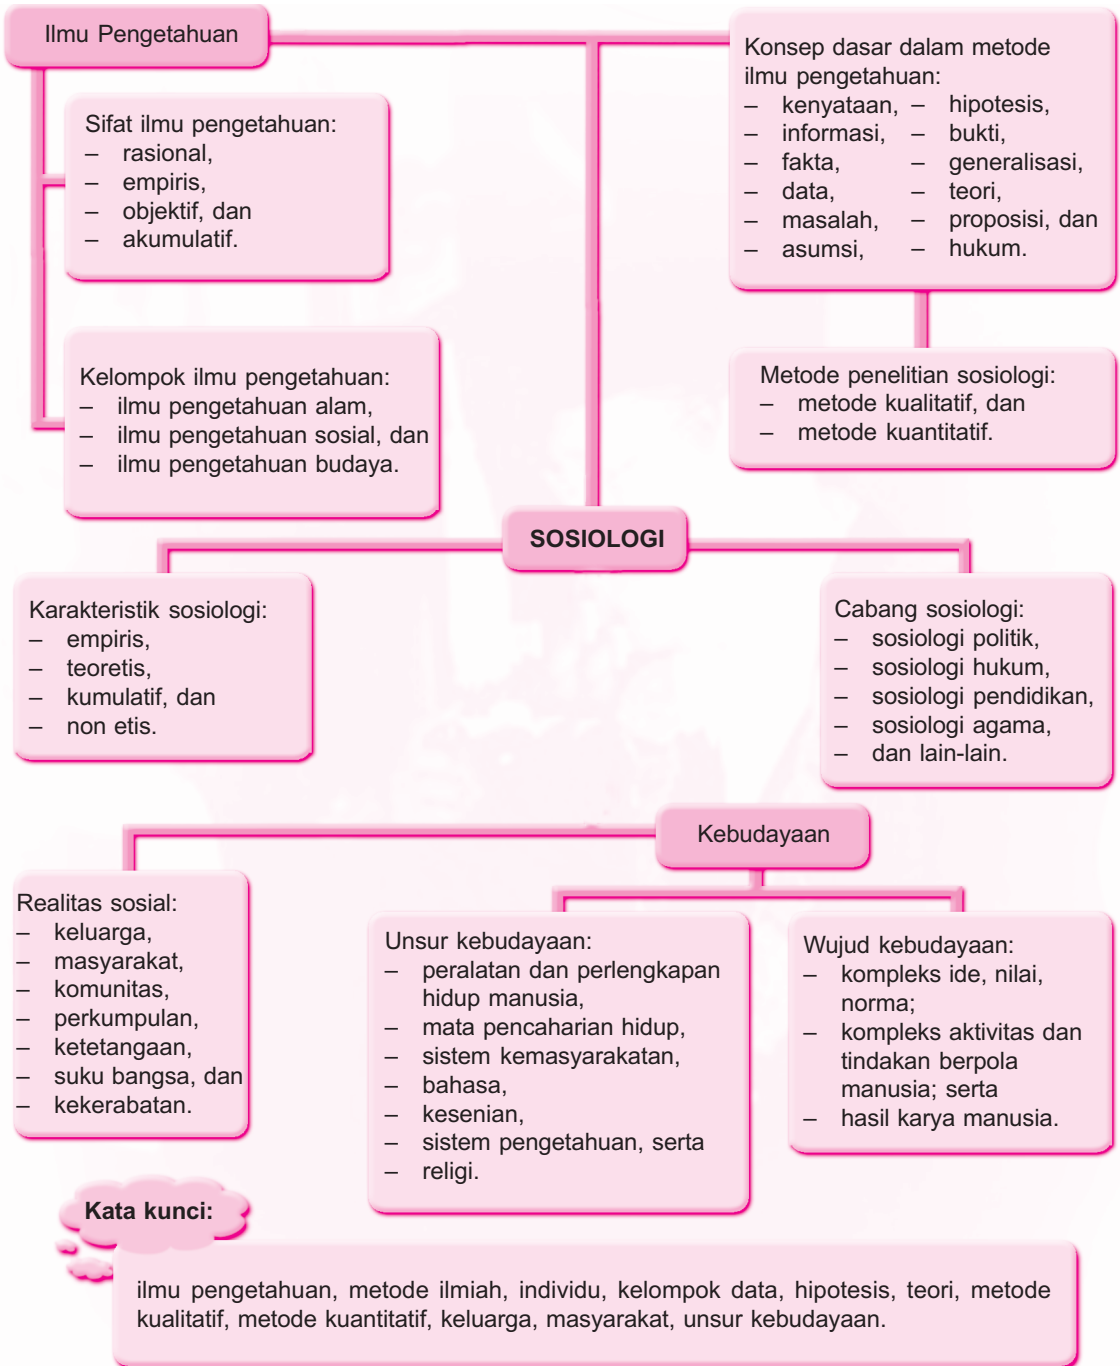 Ilmu Pengetahuan
Sifat ilmu pengetahuan:
– rasional,
– empiris,
– objektif, dan
– akumulatif.
Kelompok ilmu pengetahuan:
– ilmu pengetahuan alam,
– ilmu pengetahuan sosial, dan
– ilmu pengetahuan budaya.
Konsep dasar dalam metode
ilmu pengetahuan:
– kenyataan, – hipotesis,
– informasi, – bukti,
– fakta, – generalisasi,
– data, – teori,
– masalah, – proposisi, dan
– asumsi, – hukum.
Metode penelitian sosiologi:
– metode kualitatif, dan
– metode kuantitatif.
SOSIOLOGI
Karakteristik sosiologi:
– empiris,
– teoretis,
– kumulatif, dan
– non etis.
Cabang sosiologi:
– sosiologi politik,
– sosiologi hukum,
– sosiologi pendidikan,
– sosiologi agama,
– dan lain-lain.
Kebudayaan
Realitas sosial:
– keluarga,
– masyarakat,
– komunitas,
– perkumpulan,
– ketetangaan,
– suku bangsa, dan
– kekerabatan.
Unsur kebudayaan:
– peralatan dan perlengkapan
hidup manusia,
– mata pencaharian hidup,
– sistem kemasyarakatan,
– bahasa,
– kesenian,
– sistem pengetahuan, serta
– religi.
Wujud kebudayaan:
– kompleks ide, nilai,
norma;
– kompleks aktivitas dan
tindakan berpola
manusia; serta
– hasil karya manusia.
Kata kunci:
ilmu pengetahuan, metode ilmiah, individu, kelompok data, hipotesis, teori, metode
kualitatif, metode kuantitatif, keluarga, masyarakat, unsur kebudayaan.